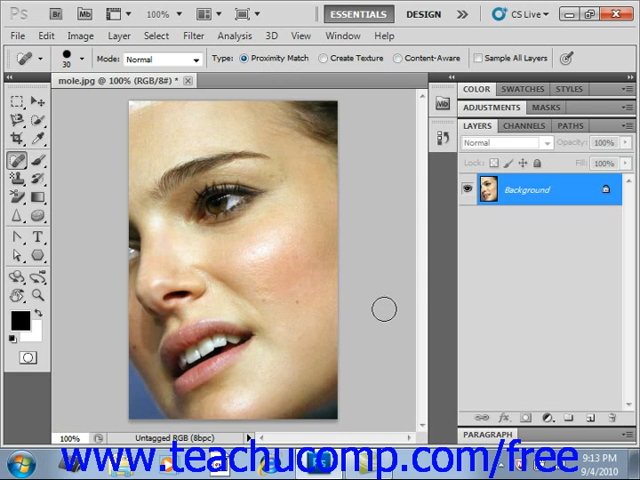 Ps Br Mb 100% ESSENTIALS DESIGN CS Live
File Edit Image Layer Select Filter Analysis 3D View Window Help
30 Mode: Normal Type: Proximity Match Create Texture Content-Aware Sample All Layers
mole.jpg @ 100% (RGB/8#) *
COLOR SWATCHES STYLES
Mb
ADJUSTMENTS MASKS
LAYERS CHANNELS PATHS
Normal Opacity: 100%
Lock: Fill: 100%
Background
T
100% Untagged RGB (8bpc)
PARAGRAPH
www.teachucomp.com/free
9:13 PM
9/4/2010